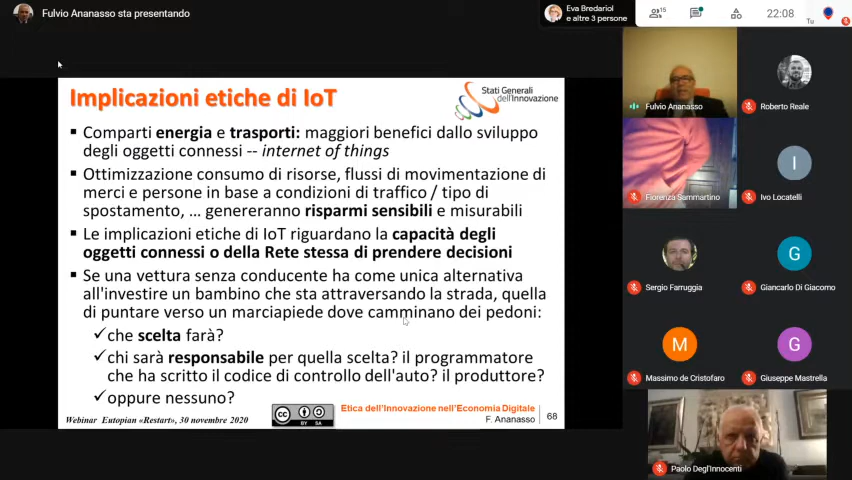 Fulvio Ananasso sta presentando
Eva Bredariol
e altre 3 persone
15
22:08
Tu
Implicazioni etiche di IoT
Stati Generali
dell'Innovazione
▪ Comparti energia e trasporti: maggiori benefici dallo sviluppo
degli oggetti connessi -- internet of things
▪ Ottimizzazione consumo di risorse, flussi di movimentazione di
merci e persone in base a condizioni di traffico / tipo di
spostamento, … genereranno risparmi sensibili e misurabili
▪ Le implicazioni etiche di IoT riguardano la capacità degli
oggetti connessi o della Rete stessa di prendere decisioni
▪ Se una vettura senza conducente ha come unica alternativa
all'investire un bambino che sta attraversando la strada, quella
di puntare verso un marciapiede dove camminano dei pedoni:
✓che scelta farà?
✓chi sarà responsabile per quella scelta? il programmatore
che ha scritto il codice di controllo dell'auto? il produttore?
✓oppure nessuno?
Webinar Eutopian «Restart», 30 novembre 2020
cc
BY SA
Etica dell'Innovazione nell'Economia Digitale
F. Ananasso
68
Fulvio Ananasso
Roberto Reale
Fiorenza Sammartino
I
Ivo Locatelli
Sergio Farruggia
G
Giancarlo Di Giacomo
M
Massimo de Cristofaro
G
Giuseppe Mastrella
Paolo Degl'Innocenti